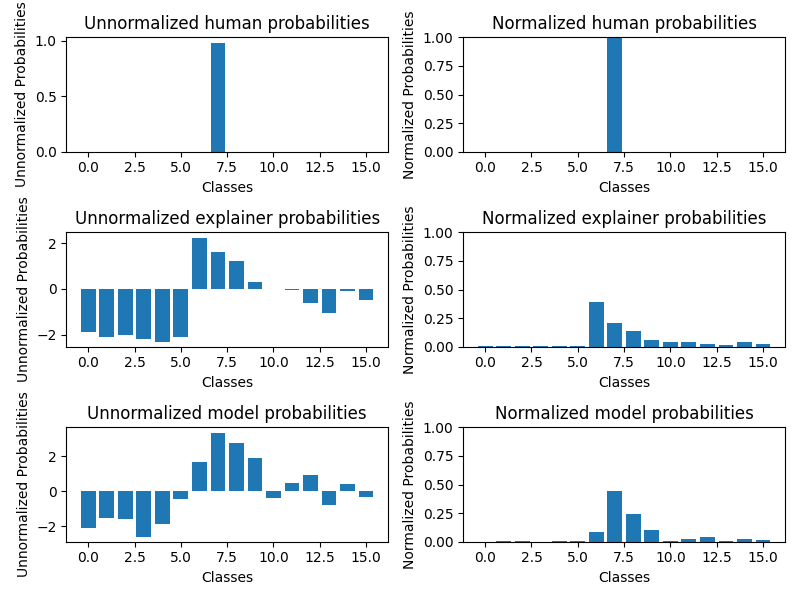 Unnormalized human probabilities
Unnormalized Probabilities
1.0
0.5
0.0
0.0 2.5 5.0 7.5 10.0 12.5 15.0
Classes
Normalized human probabilities
Normalized Probabilities
1.00
0.75
0.50
0.25
0.00
0.0 2.5 5.0 7.5 10.0 12.5 15.0
Classes
Unnormalized explainer probabilities
Unnormalized Probabilities
2
0
−2
0.0 2.5 5.0 7.5 10.0 12.5 15.0
Classes
Normalized explainer probabilities
Normalized Probabilities
1.00
0.75
0.50
0.25
0.00
0.0 2.5 5.0 7.5 10.0 12.5 15.0
Classes
Unnormalized model probabilities
Unnormalized Probabilities
2
0
−2
0.0 2.5 5.0 7.5 10.0 12.5 15.0
Classes
Normalized model probabilities
Normalized Probabilities
1.00
0.75
0.50
0.25
0.00
0.0 2.5 5.0 7.5 10.0 12.5 15.0
Classes